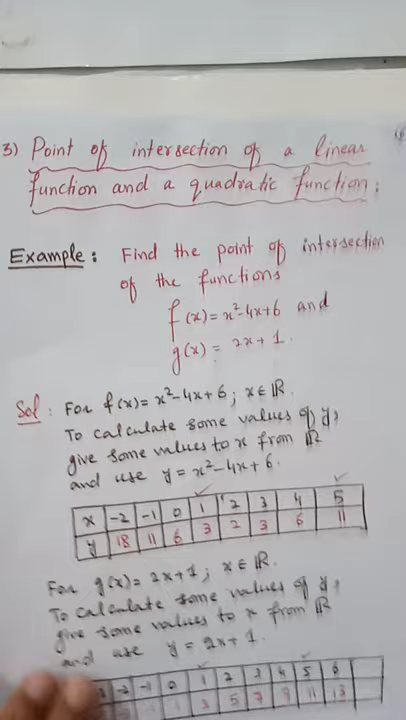 3) Point of intersection of a linear
function and a quadratic function:
Example: Find the point of intersection
of the functions
f(x) = x²-4x+6 and
g(x) = 2x+1.
Sol: For f(x) = x²-4x+6; x∈ℝ.
To calculate some values of y,
give some values to x from ℝ
and use y = x²-4x+6.
x -2 -1 0 1 2 3 4 5
y 18 11 6 3 2 3 6 11
For g(x) = 2x+1; x∈ℝ.
To calculate some values of y,
give some values to x from ℝ
and use y = 2x+1.
-2 -1 0 1 2 3 4 5 6
3 5 7 9 11 13